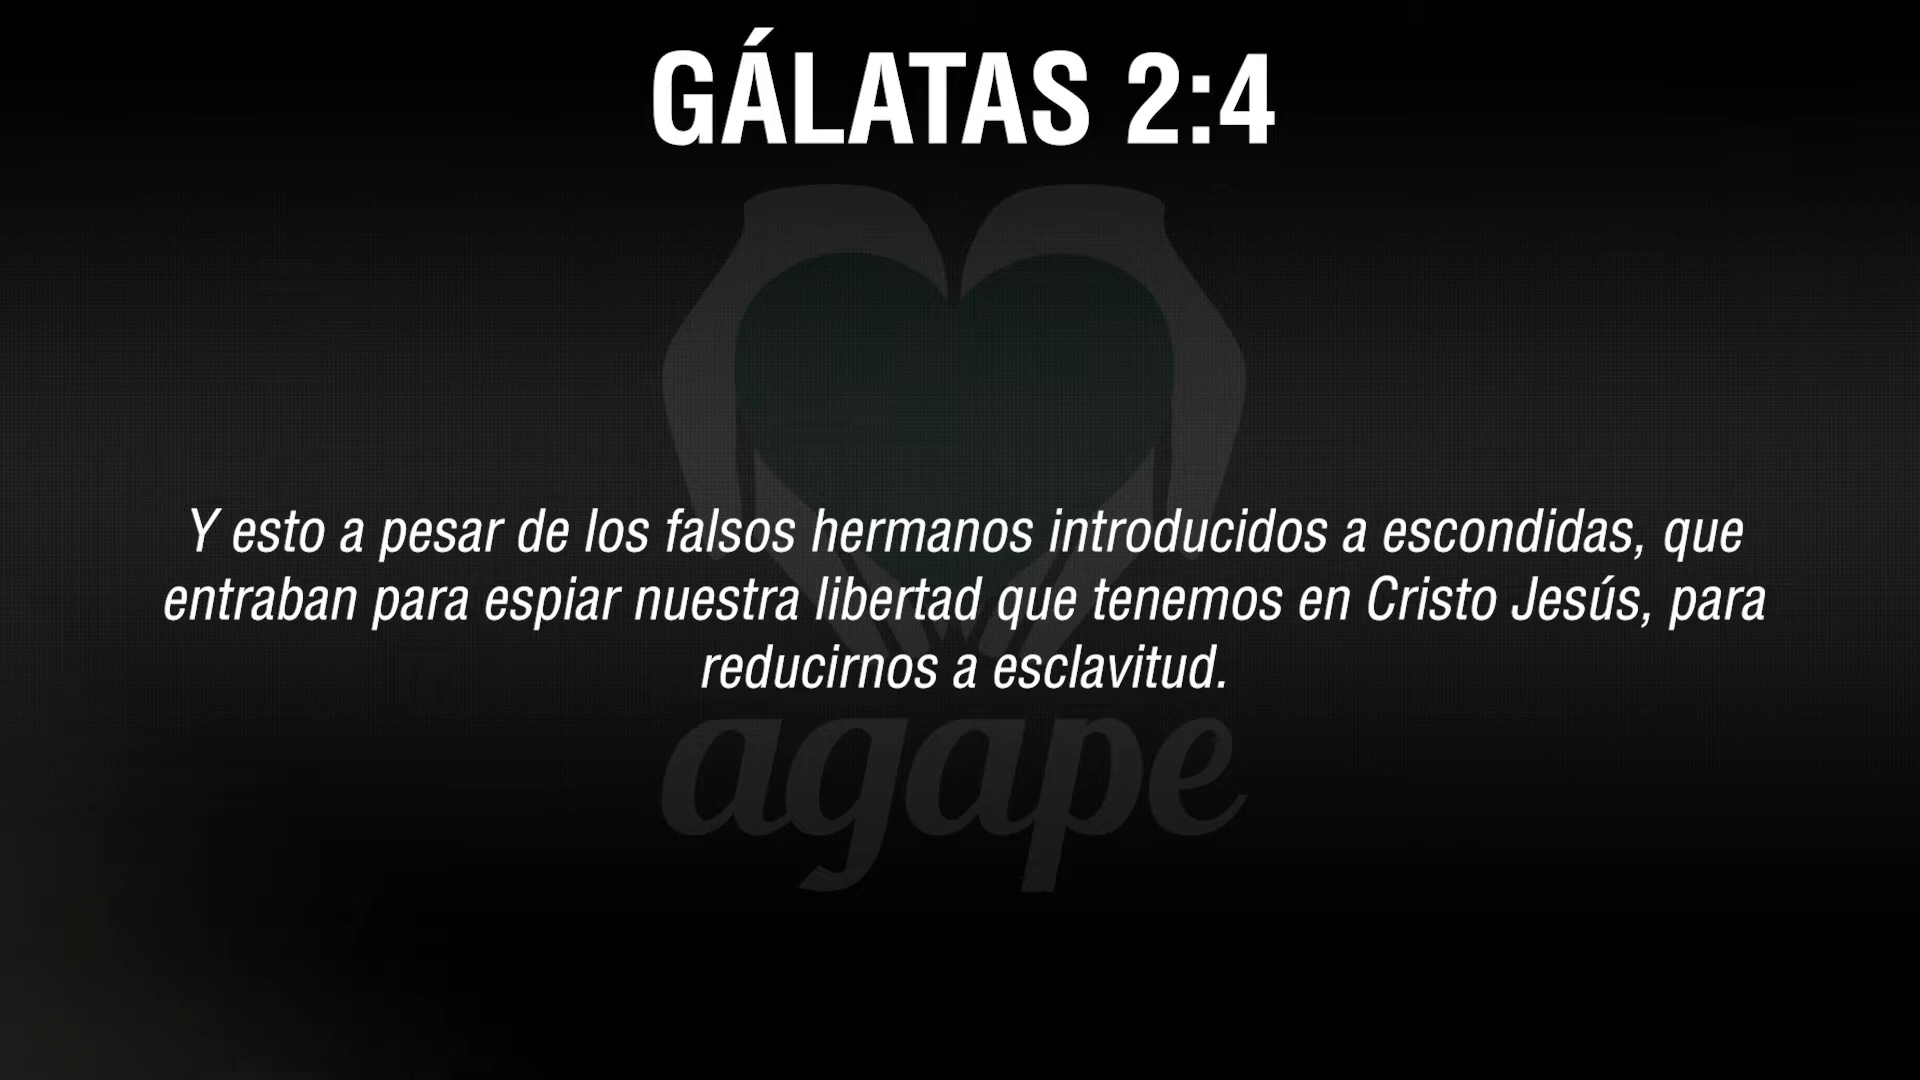 GÁLATAS 2:4
Y esto a pesar de los falsos hermanos introducidos a escondidas, que
entraban para espiar nuestra libertad que tenemos en Cristo Jesús, para
reducirnos a esclavitud.
agape